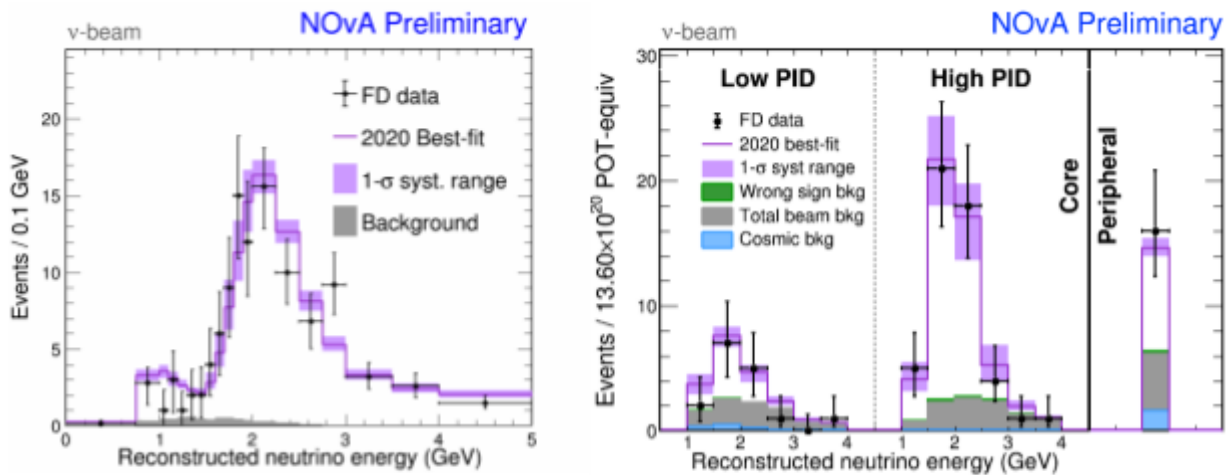 ν-beam
NOvA Preliminary
FD data
2020 Best-fit
1-σ syst. range
Background
Events / 0.1 GeV
20
15
10
5
0
0 1 2 3 4 5
Reconstructed neutrino energy (GeV)
ν-beam
NOvA Preliminary
Low PID
High PID
FD data
2020 best-fit
1-σ syst range
Wrong sign bkg
Total beam bkg
Cosmic bkg
Core
Peripheral
Events / 13.60×10²⁰ POT-equiv
30
20
10
0
1 2 3 4 1 2 3 4
Reconstructed neutrino energy (GeV)